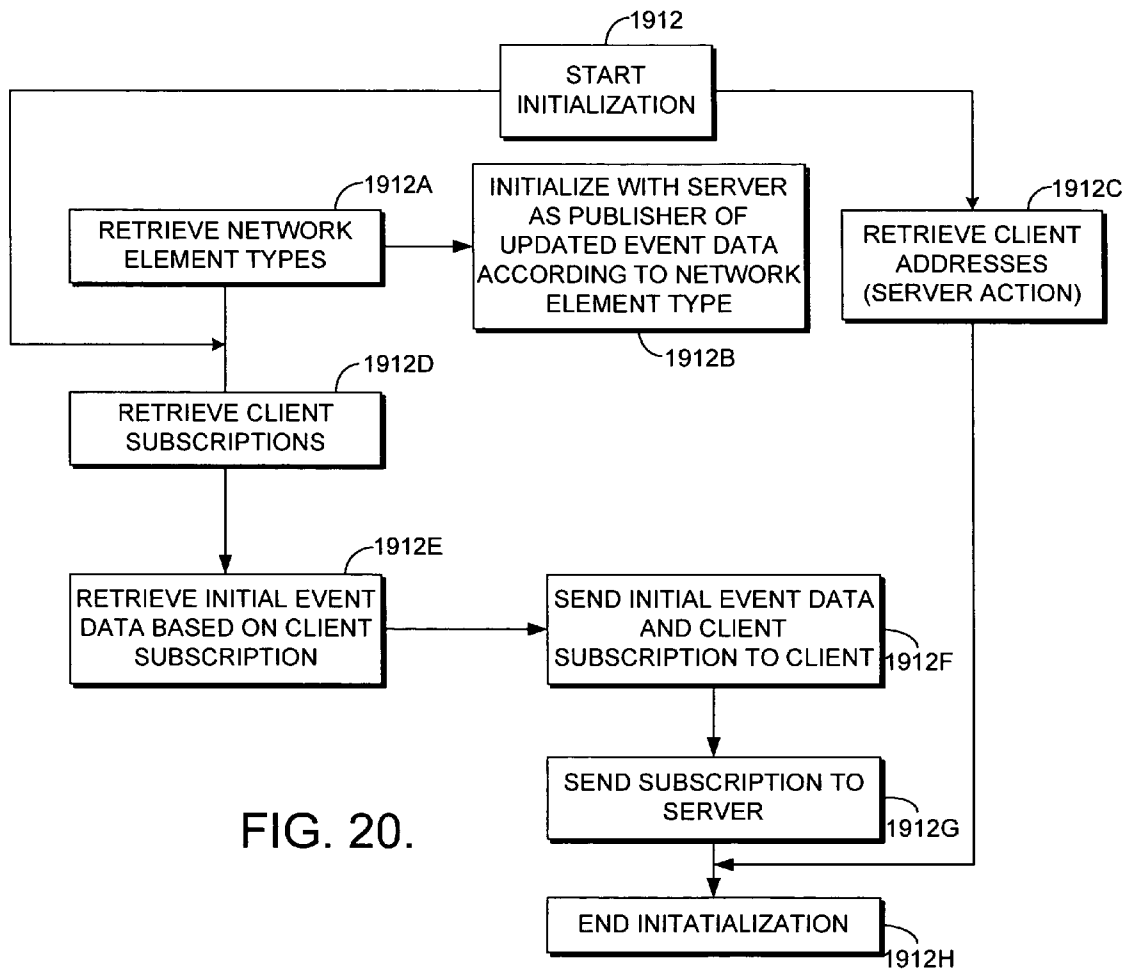 1912
START
INITIALIZATION
1912A
RETRIEVE NETWORK
ELEMENT TYPES
INITIALIZE WITH SERVER
AS PUBLISHER OF
UPDATED EVENT DATA
ACCORDING TO NETWORK
ELEMENT TYPE
1912B
1912C
RETRIEVE CLIENT
ADDRESSES
(SERVER ACTION)
1912D
RETRIEVE CLIENT
SUBSCRIPTIONS
1912E
RETRIEVE INITIAL EVENT
DATA BASED ON CLIENT
SUBSCRIPTION
SEND INITIAL EVENT DATA
AND CLIENT
SUBSCRIPTION TO CLIENT
1912F
SEND SUBSCRIPTION TO
SERVER
1912G
END INITATIALIZATION
1912H
FIG. 20.